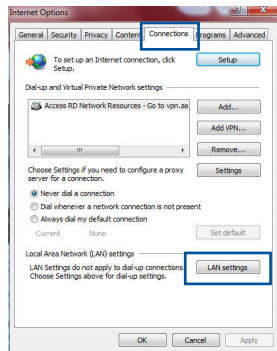 Internet Options
General Security Privacy Content Connections Programs Advanced
To set up an Internet connection, click
Setup.
Setup
Dial-up and Virtual Private Network settings
Access RD Network Resources - Go to vpn.as
Add...
Add VPN...
Remove...
Choose Settings if you need to configure a proxy
server for a connection.
Settings
Never dial a connection
Dial whenever a network connection is not present
Always dial my default connection
Current None
Set default
Local Area Network (LAN) settings
LAN Settings do not apply to dial-up connections.
Choose Settings above for dial-up settings.
LAN settings
OK Cancel Apply